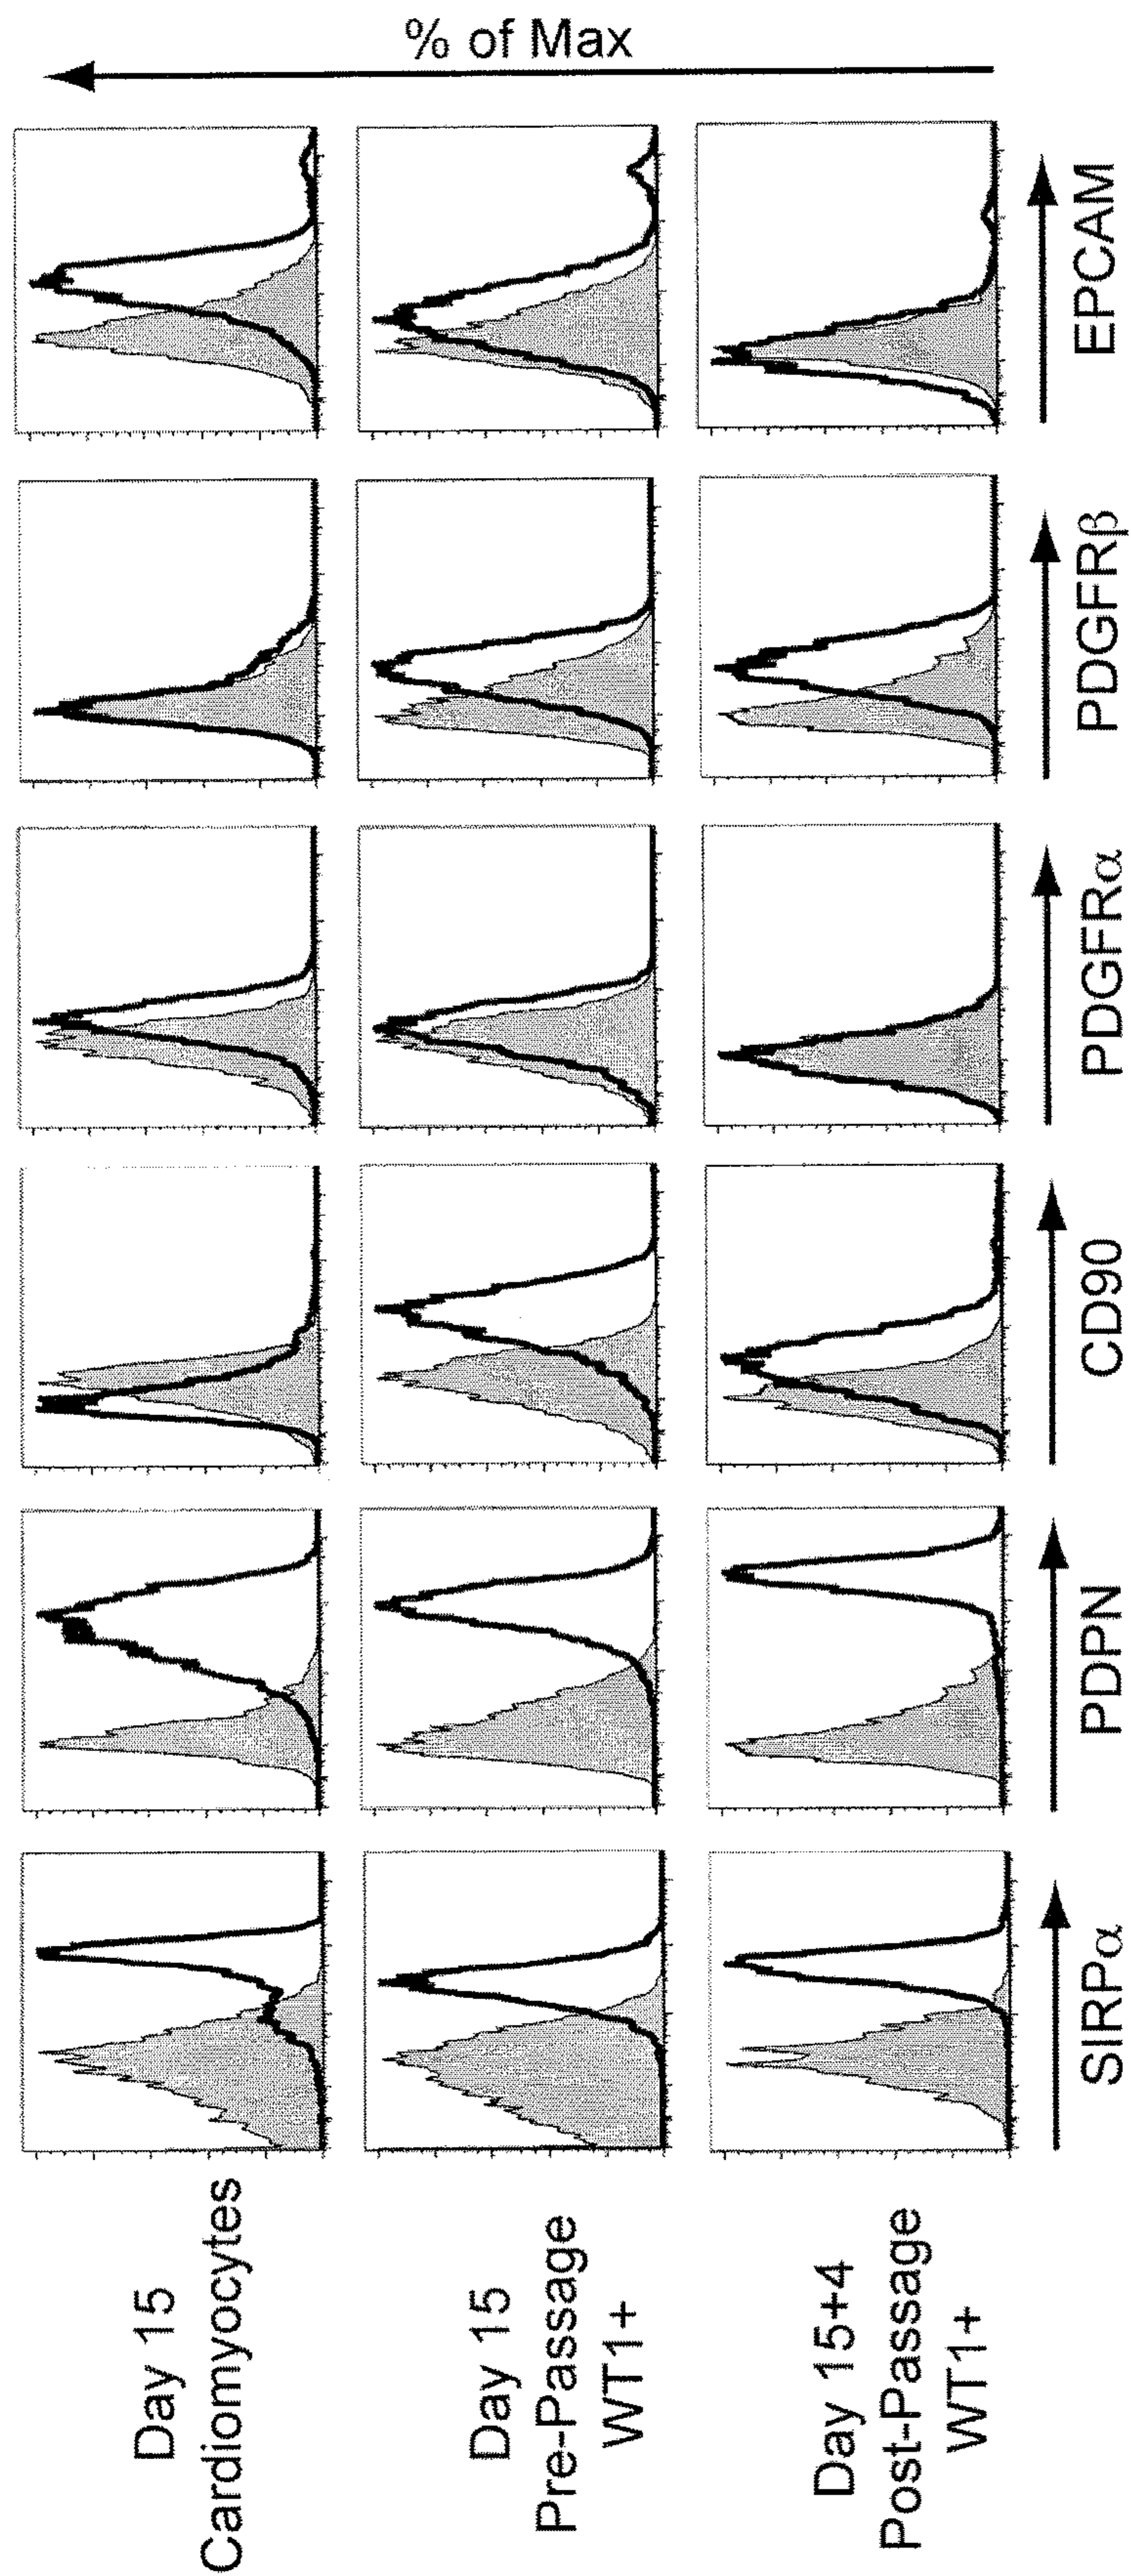 % of Max
Day 15
Cardiomyocytes
Day 15
Pre-Passage
WT1+
Day 15+4
Post-Passage
WT1+
SIRPα
PDPN
CD90
PDGFRα
PDGFRβ
EPCAM